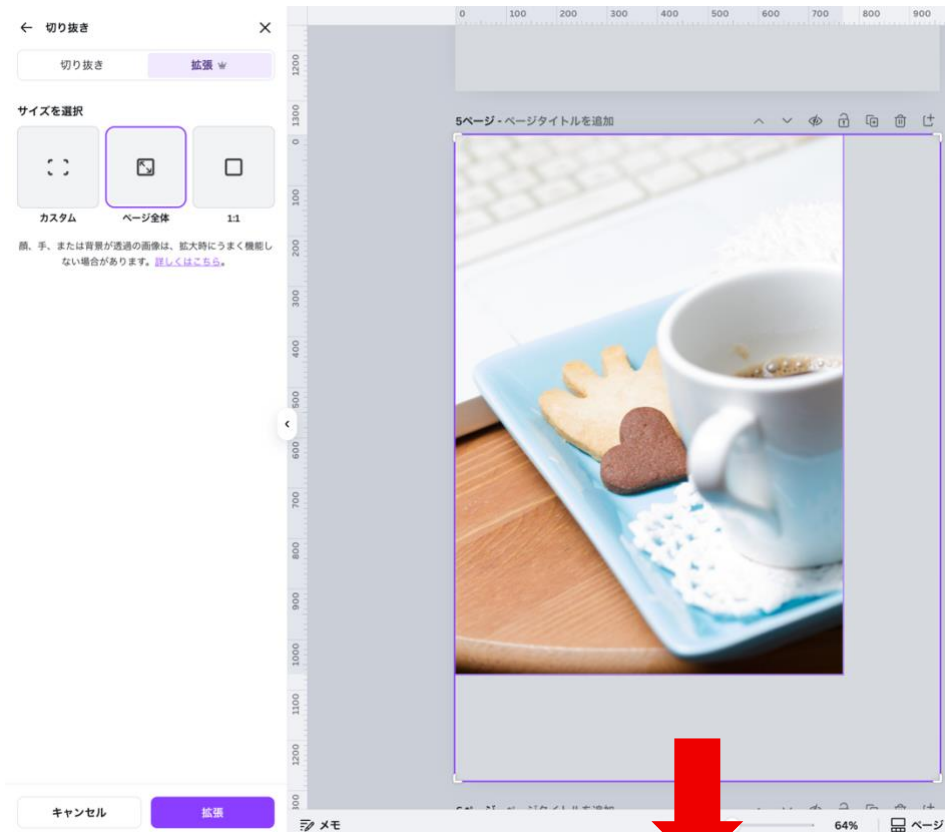 切り抜き
切り抜き
拡張
サイズを選択
カスタム
ページ全体
1:1
顔、手、または背景が透過の画像は、拡大時にうまく機能し
ない場合があります。詳しくはこちら。
キャンセル
拡張
0 100 200 300 400 500 600 700 800 900
1200
1300
0
100
200
300
400
500
600
700
800
900
1000
1100
1200
5ページ - ページタイトルを追加
メモ
64%
ページ